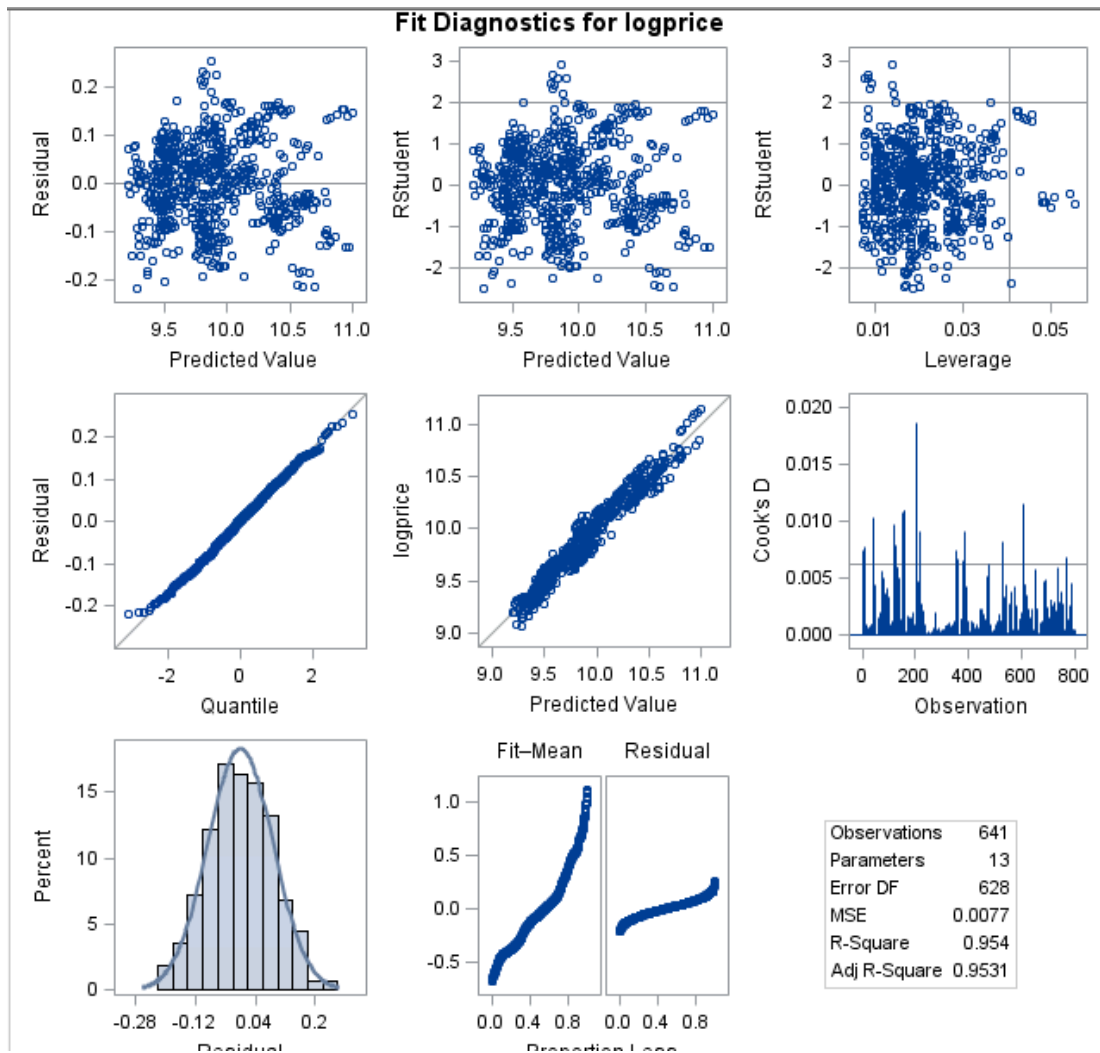 Fit Diagnostics for logprice
Residual
0.2
0.1
0.0
-0.1
-0.2
9.5 10.0 10.5 11.0
Predicted Value
RStudent
3
2
1
0
-1
-2
9.5 10.0 10.5 11.0
Predicted Value
RStudent
3
2
1
0
-1
-2
0.01 0.03 0.05
Leverage
Residual
0.2
0.1
0.0
-0.1
-0.2
-2 0 2
Quantile
logprice
11.0
10.5
10.0
9.5
9.0
9.0 9.5 10.0 10.5 11.0
Predicted Value
Cook's D
0.020
0.015
0.010
0.005
0.000
0 200 400 600 800
Observation
Percent
15
10
5
0
-0.28 -0.12 0.04 0.2
Residual
Fit–Mean Residual
1.0
0.5
0.0
-0.5
0.0 0.4 0.8 0.0 0.4 0.8
Proportion Less
Observations 641
Parameters 13
Error DF 628
MSE 0.0077
R-Square 0.954
Adj R-Square 0.9531